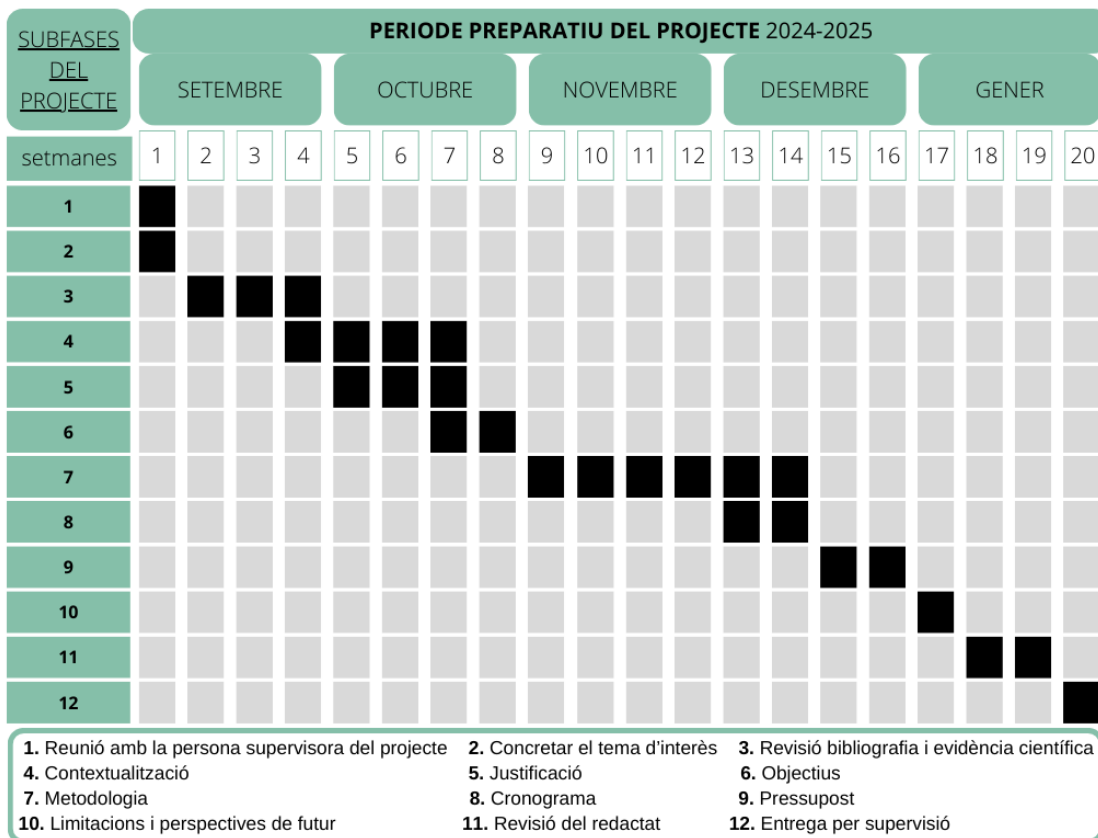 SUBFASES
DEL
PROJECTE
PERIODE PREPARATIU DEL PROJECTE 2024-2025
SETEMBRE OCTUBRE NOVEMBRE DESEMBRE GENER
setmanes 1 2 3 4 5 6 7 8 9 10 11 12 13 14 15 16 17 18 19 20
1
2
3
4
5
6
7
8
9
10
11
12
1. Reunió amb la persona supervisora del projecte 2. Concretar el tema d'interès 3. Revisió bibliografia i evidència científica
4. Contextualització 5. Justificació 6. Objectius
7. Metodologia 8. Cronograma 9. Pressupost
10. Limitacions i perspectives de futur 11. Revisió del redactat 12. Entrega per supervisió